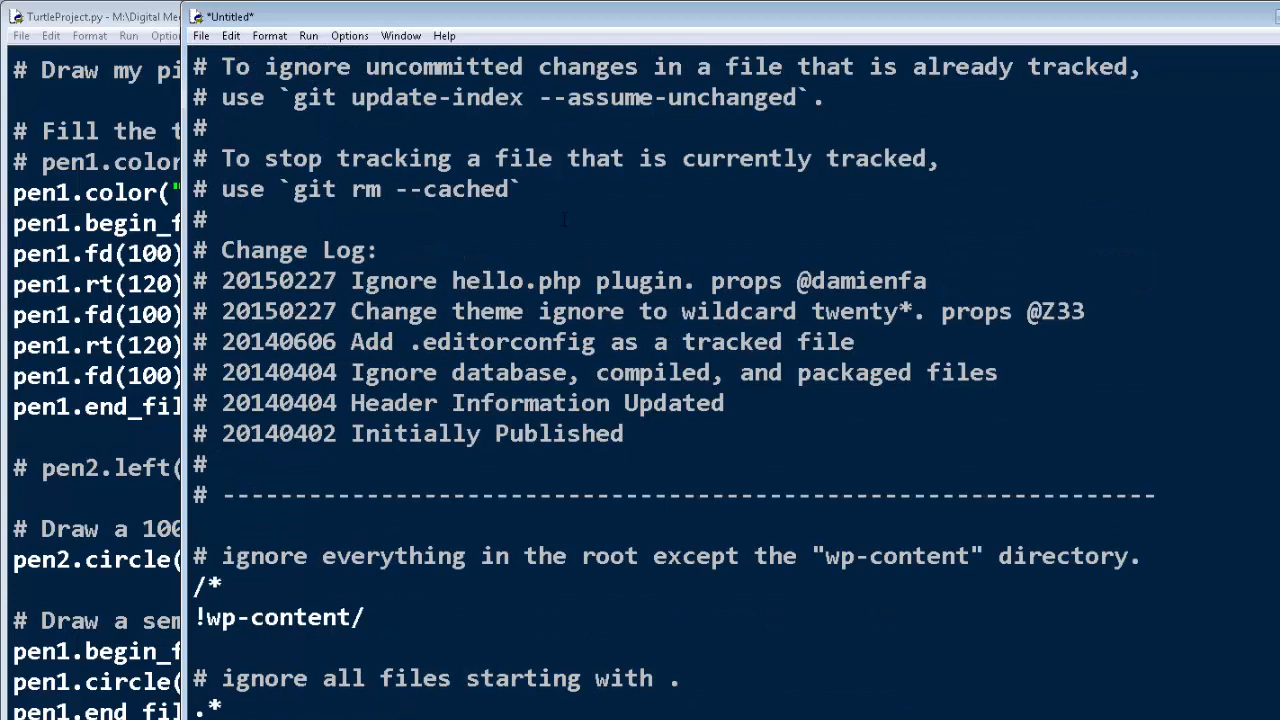 TurtleProject.py - M:\Digital Me
File Edit Format Run Optio
# Draw my pi
# Fill the t
# pen1.color
pen1.color("
pen1.begin_f
pen1.fd(100)
pen1.rt(120)
pen1.fd(100)
pen1.rt(120)
pen1.fd(100)
pen1.end_fil
# pen2.left(
# Draw a 100
pen2.circle(
# Draw a sem
pen1.begin_f
pen1.circle(
pen1.end_fil
*Untitled*
File Edit Format Run Options Window Help
# To ignore uncommitted changes in a file that is already tracked,
# use `git update-index --assume-unchanged`.
#
# To stop tracking a file that is currently tracked,
# use `git rm --cached`
#
# Change Log:
# 20150227 Ignore hello.php plugin. props @damienfa
# 20150227 Change theme ignore to wildcard twenty*. props @Z33
# 20140606 Add .editorconfig as a tracked file
# 20140404 Ignore database, compiled, and packaged files
# 20140404 Header Information Updated
# 20140402 Initially Published
#
# -----------------------------------------------------------------
# ignore everything in the root except the "wp-content" directory.
/*
!wp-content/
# ignore all files starting with .
.*